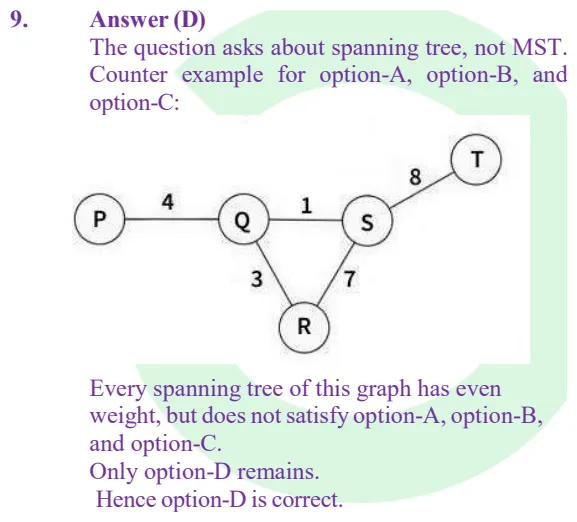 9. Answer (D)
The question asks about spanning tree, not MST.
Counter example for option-A, option-B, and
option-C:
T
8
4
1
P
Q
S
3
7
R
Every spanning tree of this graph has even
weight, but does not satisfy option-A, option-B,
and option-C.
Only option-D remains.
Hence option-D is correct.